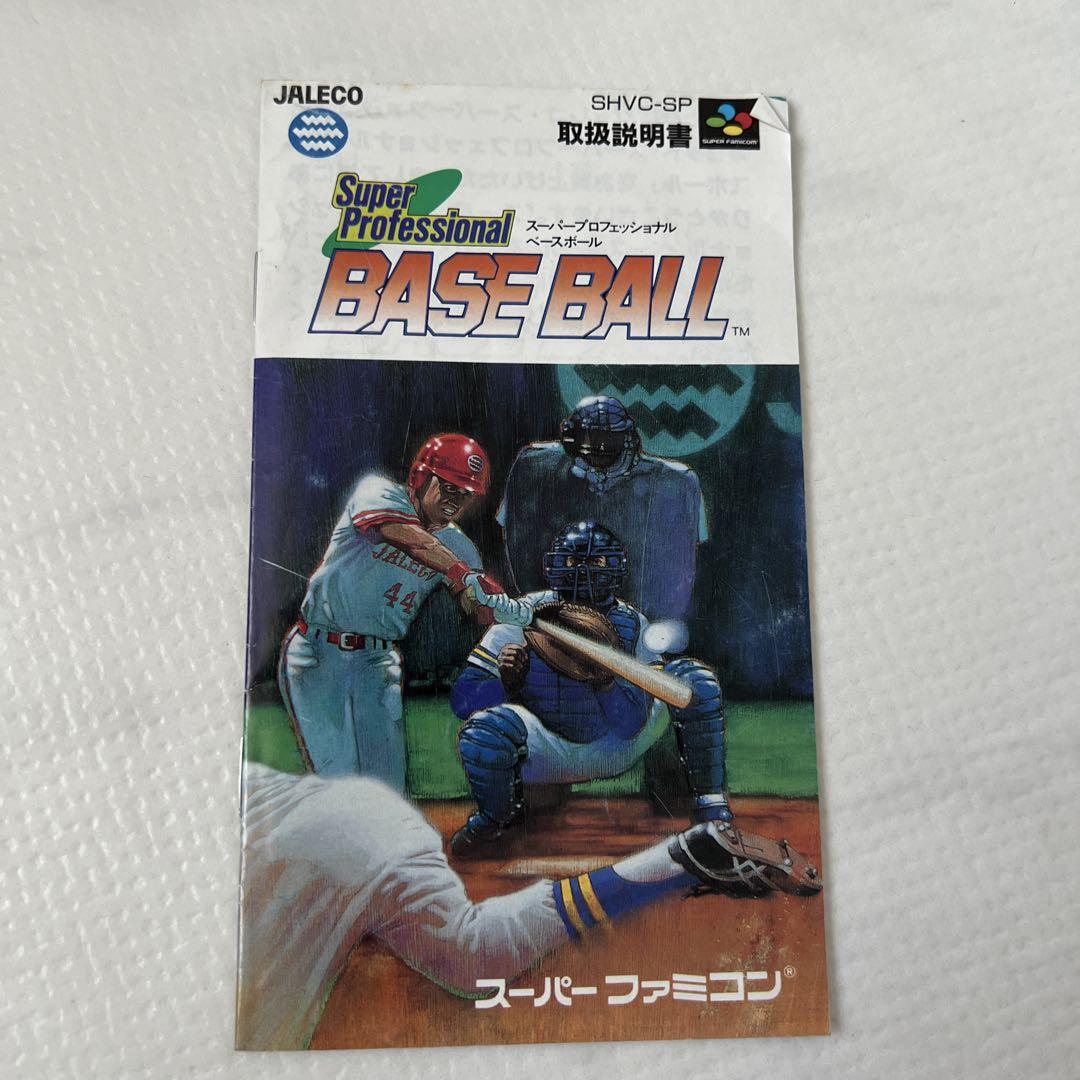 JALECO
SHVC-SP
取扱説明書
SUPER FAMICOM
Super
Professional
スーパープロフェッショナル
ベースボール
BASE BALL™
JALECO
44
スーパーファミコン®